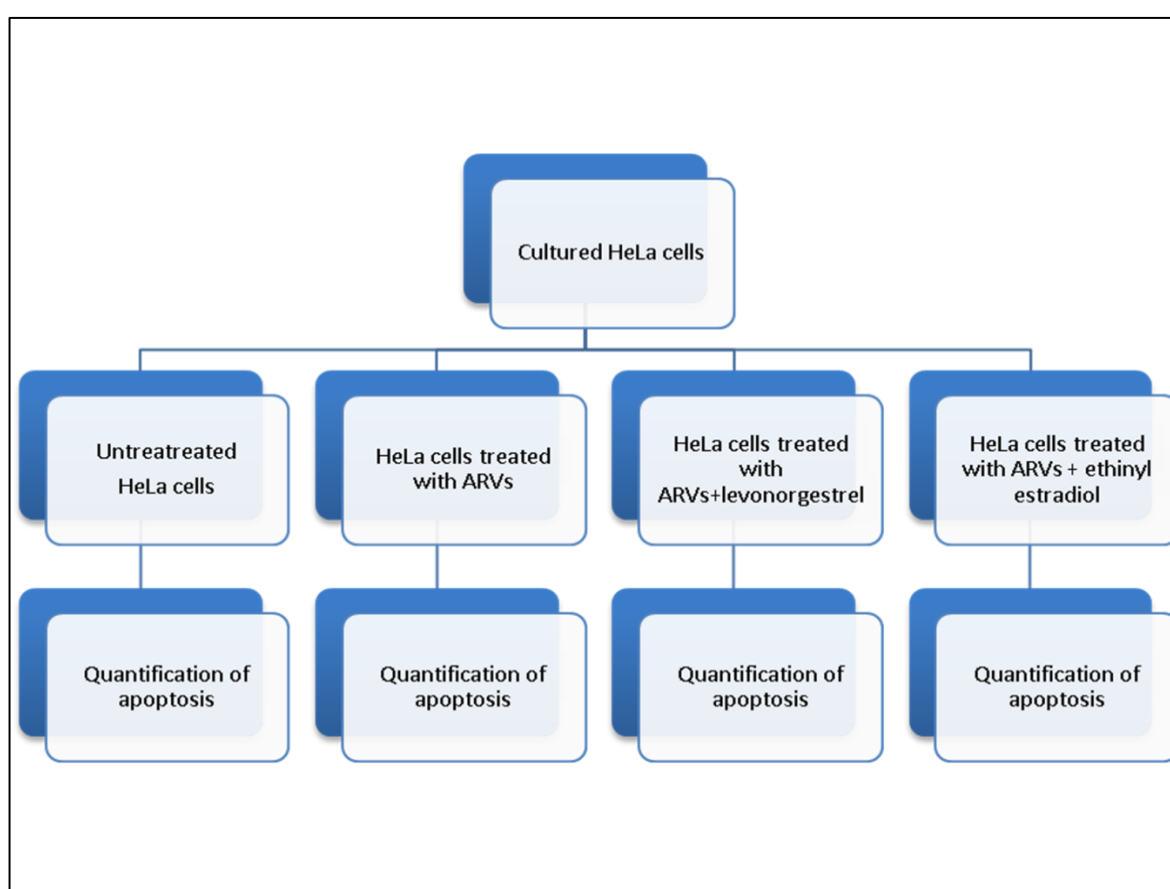 Cultured HeLa cells
Untreatreated
HeLa cells
HeLa cells treated
with ARVs
HeLa cells treated
with
ARVs+levonorgestrel
HeLa cells treated
with ARVs + ethinyl
estradiol
Quantification of
apoptosis
Quantification of
apoptosis
Quantification of
apoptosis
Quantification of
apoptosis